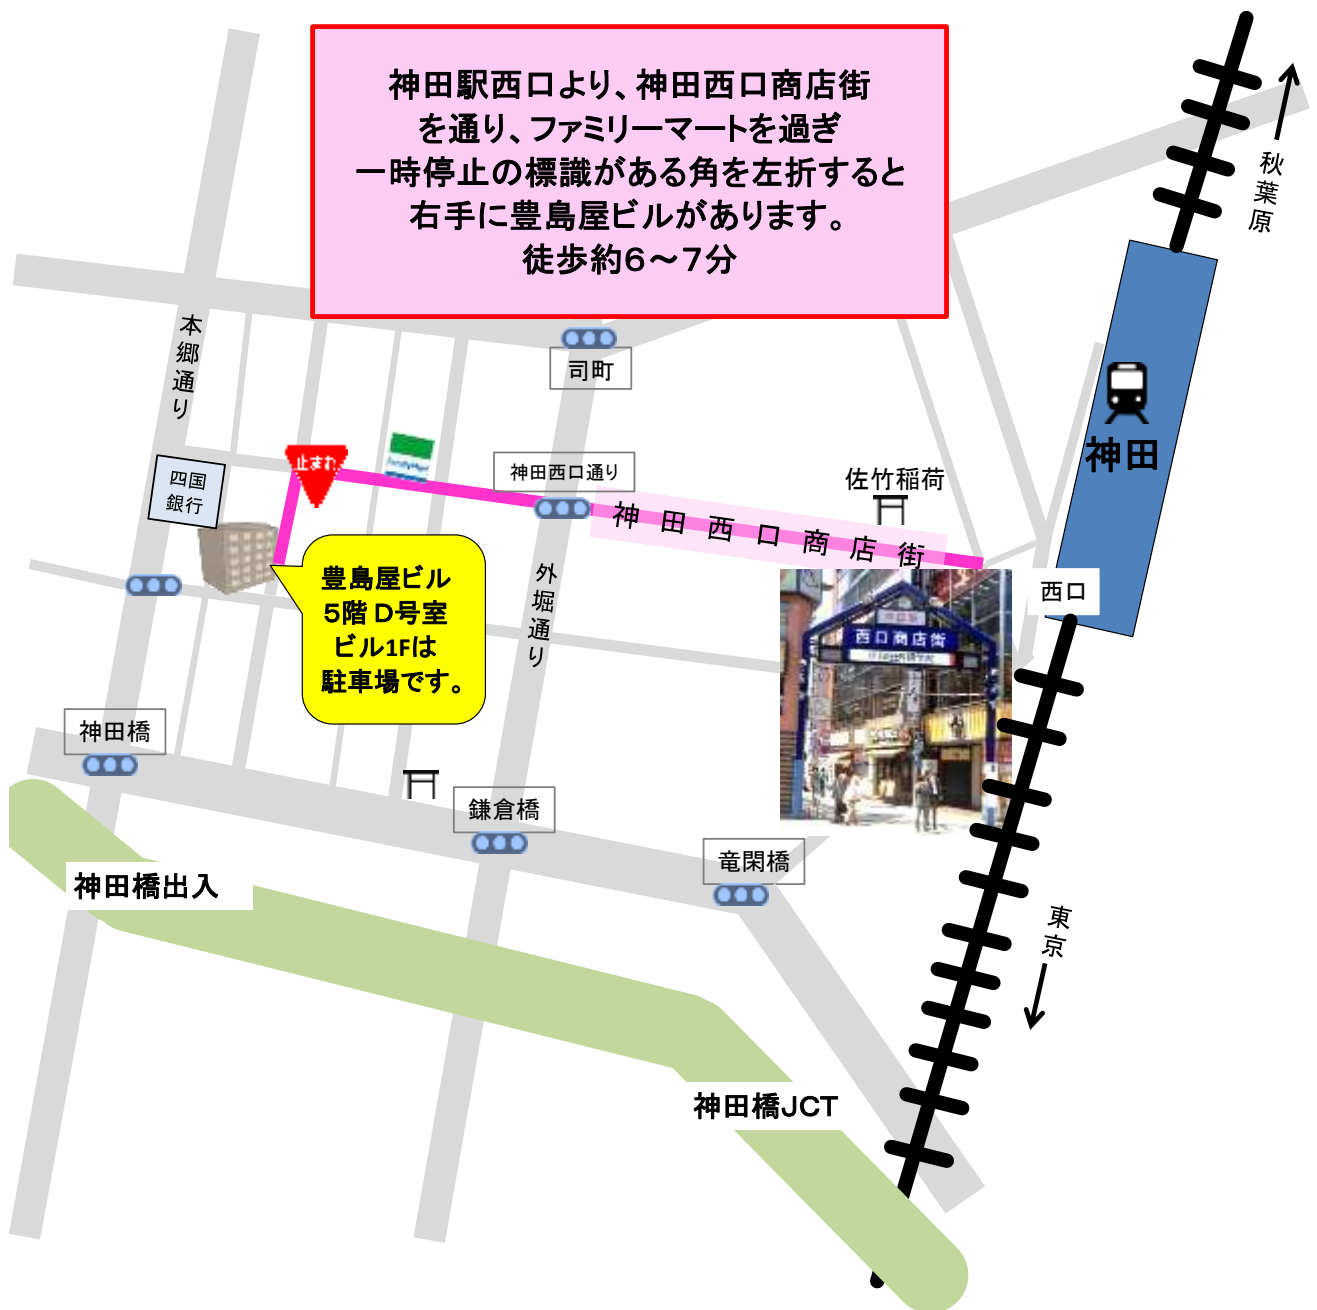 神田駅西口より、神田西口商店街
を通り、ファミリーマートを過ぎ
一時停止の標識がある角を左折すると
右手に豊島屋ビルがあります。
徒歩約６～７分
秋葉原
本郷通り
司町
神田
止まれ
FamilyMart
四国
銀行
神田西口通り
佐竹稲荷
神田西口商店街
豊島屋ビル
５階 D号室
ビル1Fは
駐車場です。
外堀通り
西口
西口商店街
神田橋
鎌倉橋
竜閑橋
神田橋出入
東京
神田橋JCT